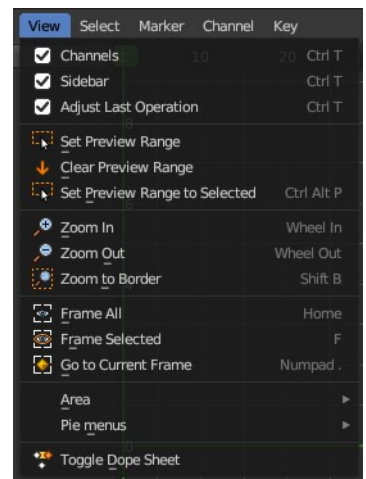 View Select Marker Channel Key
Channels 10 20 Ctrl T
Sidebar Ctrl T
Adjust Last Operation Ctrl T
Set Preview Range
Clear Preview Range
Set Preview Range to Selected Ctrl Alt P
Zoom In Wheel In
Zoom Out Wheel Out
Zoom to Border Shift B
Frame All Home
Frame Selected F
Go to Current Frame Numpad .
Area
Pie menus
Toggle Dope Sheet